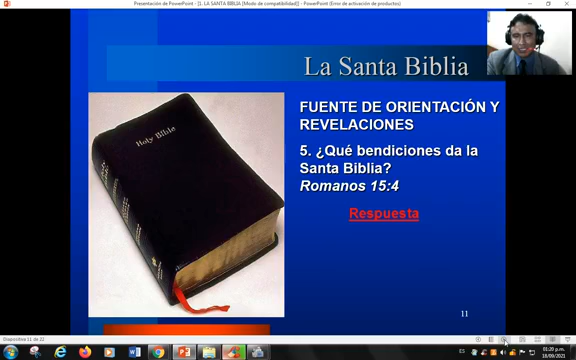 Presentación de PowerPoint - [1. LA SANTA BIBLIA [Modo de compatibilidad]] - PowerPoint (Error de activación de productos)
La Santa Biblia
Holy Bible
FUENTE DE ORIENTACIÓN Y
REVELACIONES
5. ¿Qué bendiciones da la
Santa Biblia?
Romanos 15:4
Respuesta
11
Diapositiva 11 de 22
ES
01:20 p.m.
18/09/2021